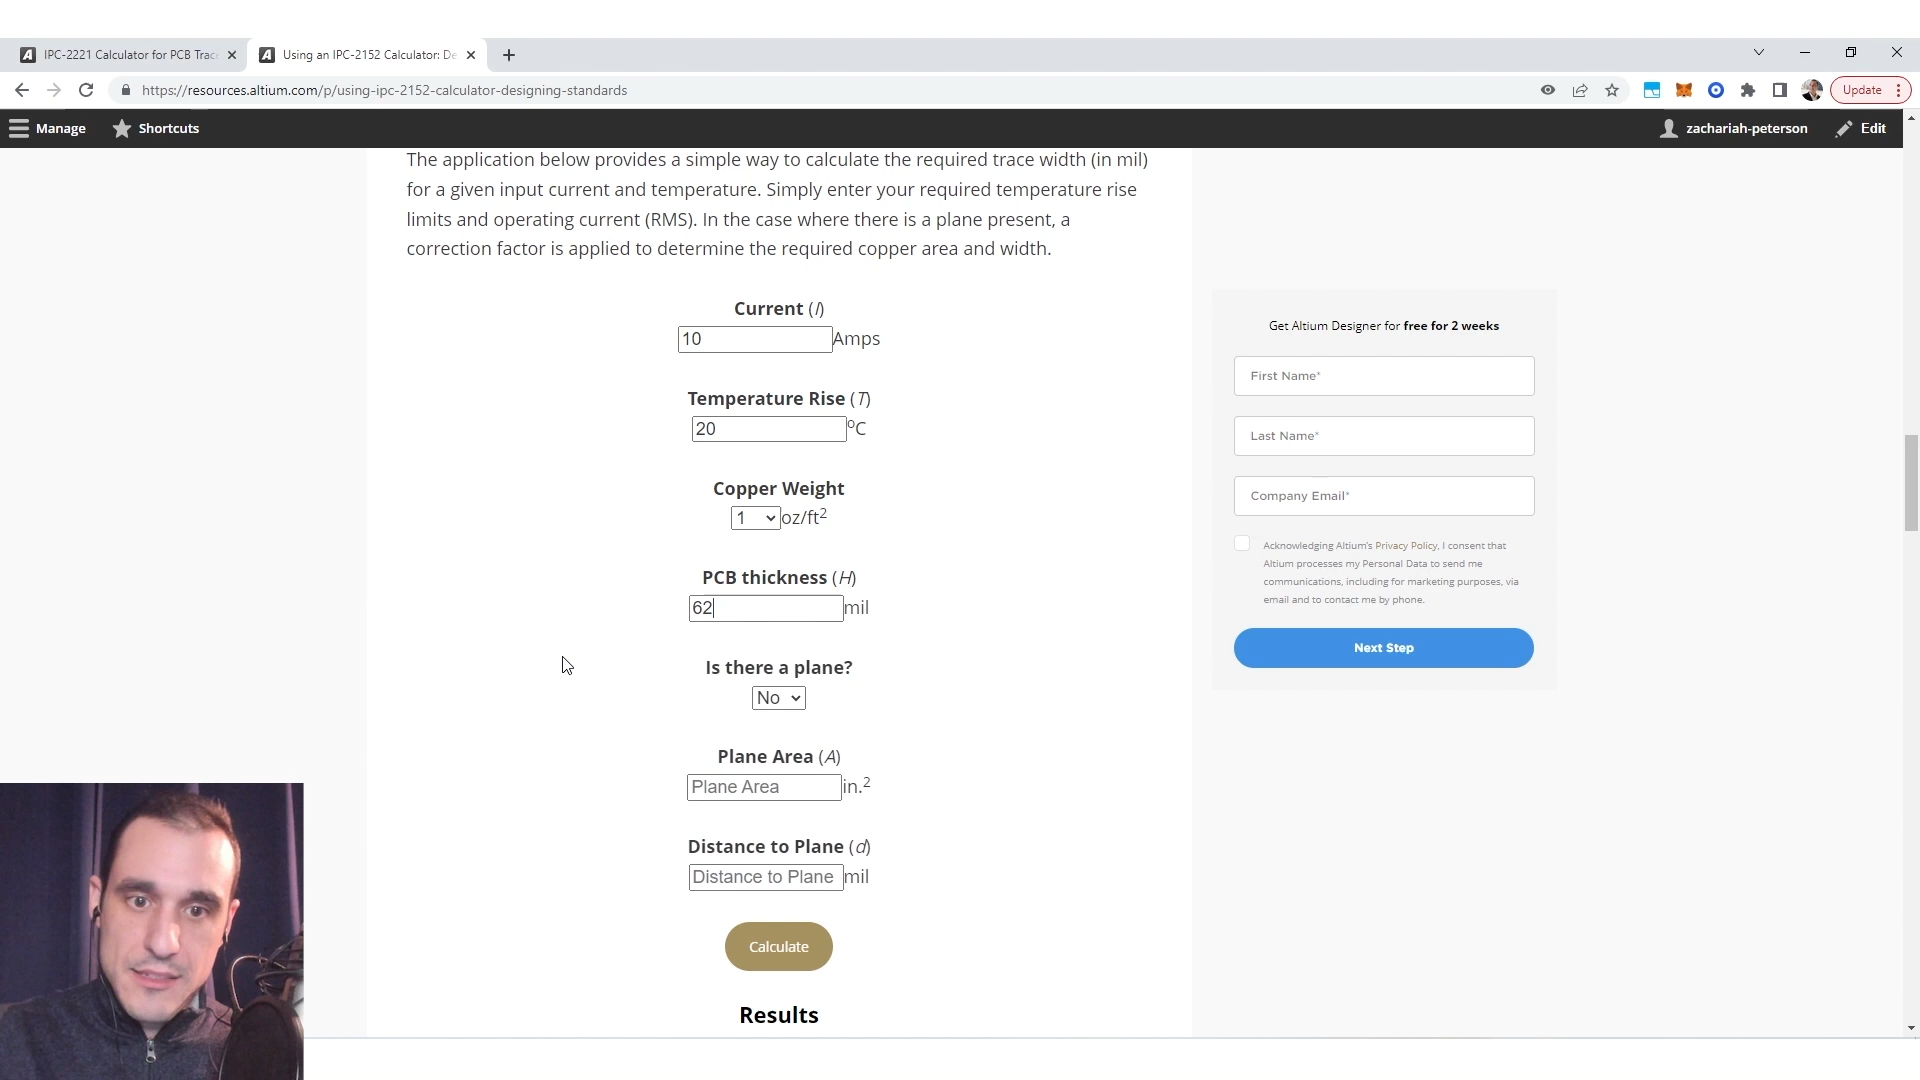 IPC-2221 Calculator for PCB Trac
Using an IPC-2152 Calculator: De
https://resources.altium.com/p/using-ipc-2152-calculator-designing-standards
Update
Manage
Shortcuts
zachariah-peterson
Edit
The application below provides a simple way to calculate the required trace width (in mil)
for a given input current and temperature. Simply enter your required temperature rise
limits and operating current (RMS). In the case where there is a plane present, a
correction factor is applied to determine the required copper area and width.
Current (I)
10 Amps
Temperature Rise (T)
20 ºC
Copper Weight
1 oz/ft²
PCB thickness (H)
62 mil
Is there a plane?
No
Plane Area (A)
Plane Area in.²
Distance to Plane (d)
Distance to Plane mil
Calculate
Results
Get Altium Designer for free for 2 weeks
First Name*
Last Name*
Company Email*
Acknowledging Altium's Privacy Policy, I consent that
Altium processes my Personal Data to send me
communications, including for marketing purposes, via
email and to contact me by phone.
Next Step